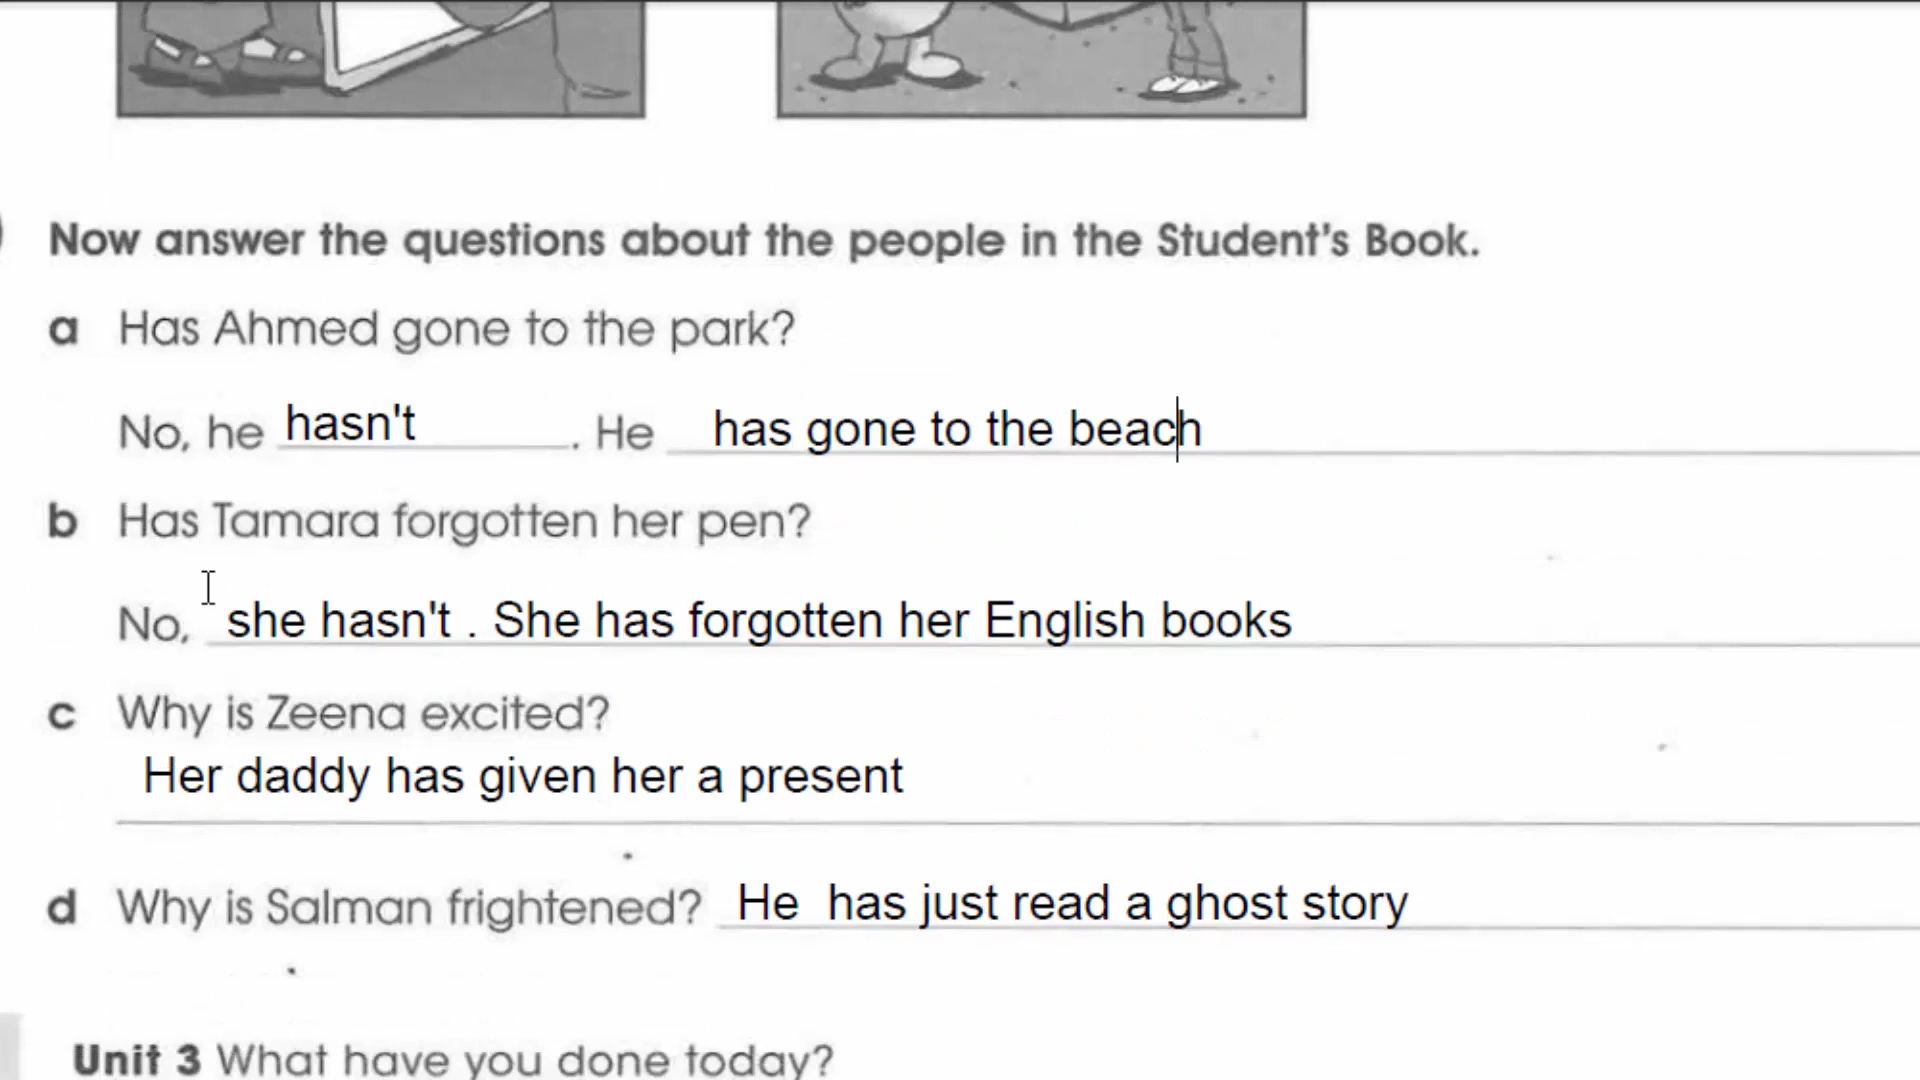 Now answer the questions about the people in the Student's Book.
a Has Ahmed gone to the park?
No, he hasn't . He has gone to the beach
b Has Tamara forgotten her pen?
No, she hasn't . She has forgotten her English books
c Why is Zeena excited?
Her daddy has given her a present
d Why is Salman frightened? He has just read a ghost story
Unit 3 What have you done today?